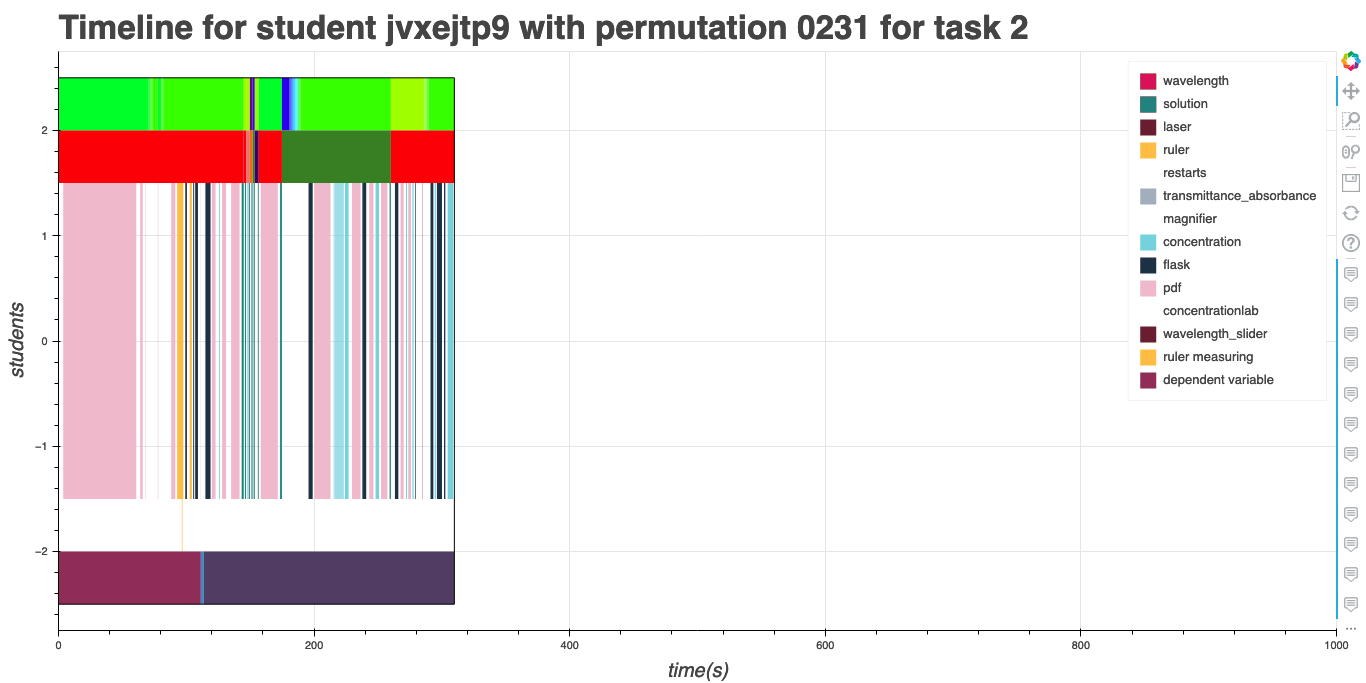 Timeline for student jvxejtp9 with permutation 0231 for task 2
students
2
1
0
−1
−2
0
200
400
600
800
1000
time(s)
wavelength
solution
laser
ruler
restarts
transmittance_absorbance
magnifier
concentration
flask
pdf
concentrationlab
wavelength_slider
ruler measuring
dependent variable